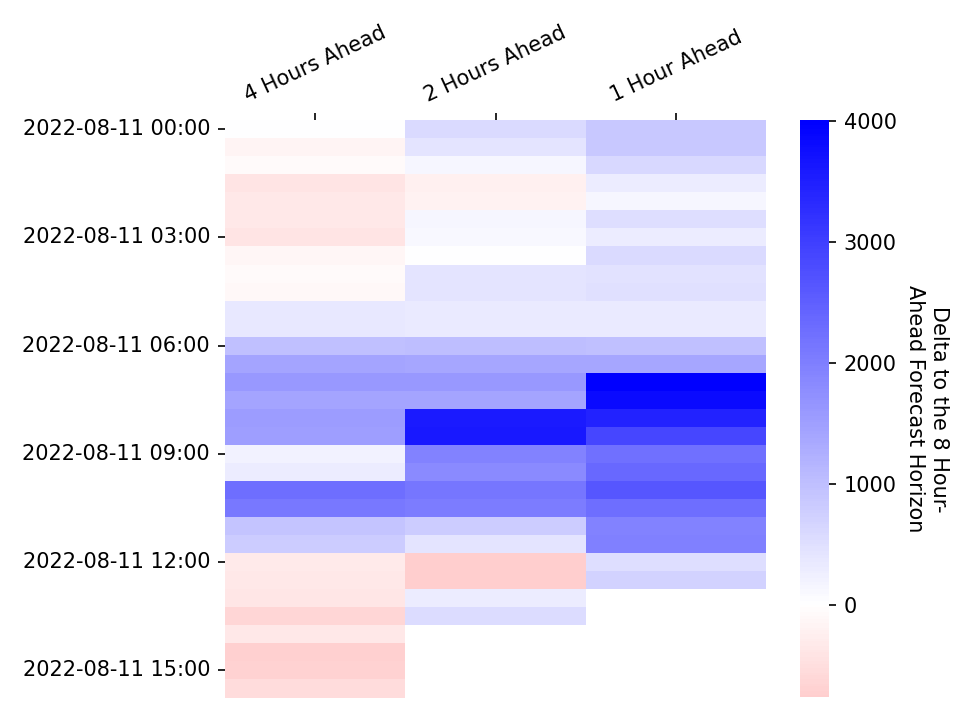 4 Hours Ahead
2 Hours Ahead
1 Hour Ahead
2022-08-11 00:00
2022-08-11 03:00
2022-08-11 06:00
2022-08-11 09:00
2022-08-11 12:00
2022-08-11 15:00
4000
3000
2000
1000
0
Delta to the 8 Hour-
Ahead Forecast Horizon